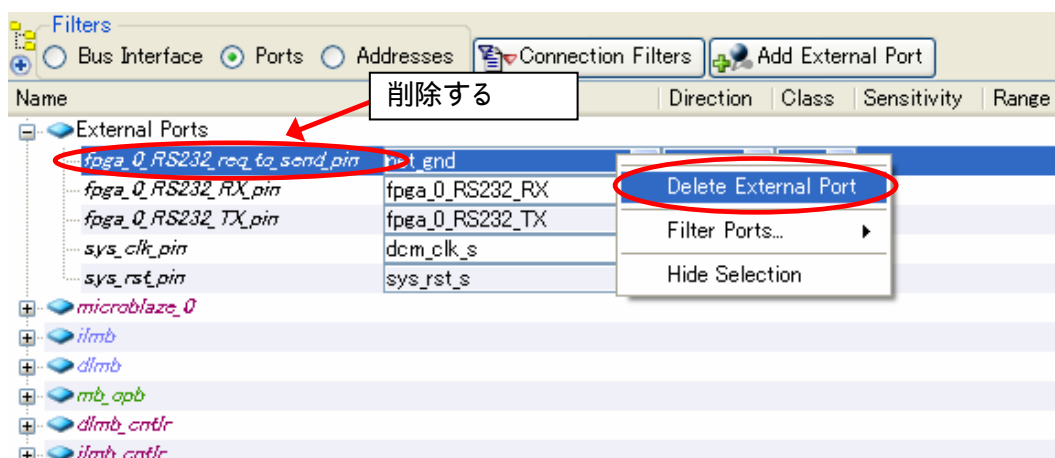 Filters
Bus Interface Ports Addresses Connection Filters Add External Port
削除する
Name Direction Class Sensitivity Range
External Ports
fpga_0_RS232_req_to_send_pin net_gnd
Delete External Port
fpga_0_RS232_RX_pin fpga_0_RS232_RX
fpga_0_RS232_TX_pin fpga_0_RS232_TX
Filter Ports...
sys_clk_pin dcm_clk_s
sys_rst_pin sys_rst_s
Hide Selection
microblaze_0
ilmb
dlmb
mb_opb
dlmb_cntlr
ilmb_cntlr